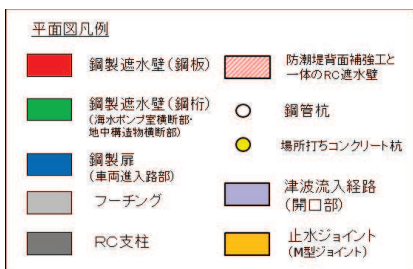 平面図凡例
鋼製遮水壁(鋼板)
鋼製遮水壁(鋼桁)
(海水ポンプ室横断部・
地中構造物横断部)
鋼製扉
(車両進入路部)
フーチング
RC支柱
防潮堤背面補強工と
一体のRC遮水壁
鋼管杭
場所打ちコンクリート杭
津波流入経路
(開口部)
止水ジョイント
(M型ジョイント)